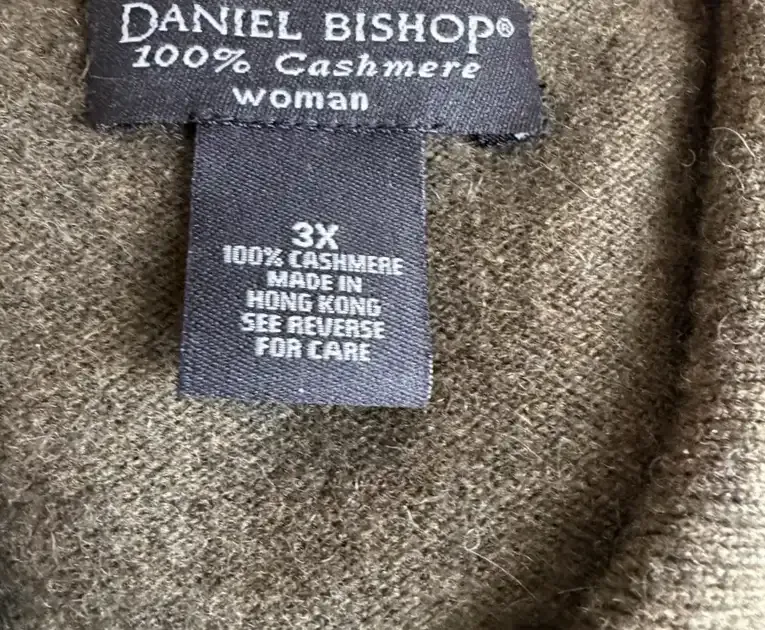 DANIEL BISHOP®
100% Cashmere
woman
3X
100% CASHMERE
MADE IN
HONG KONG
SEE REVERSE
FOR CARE